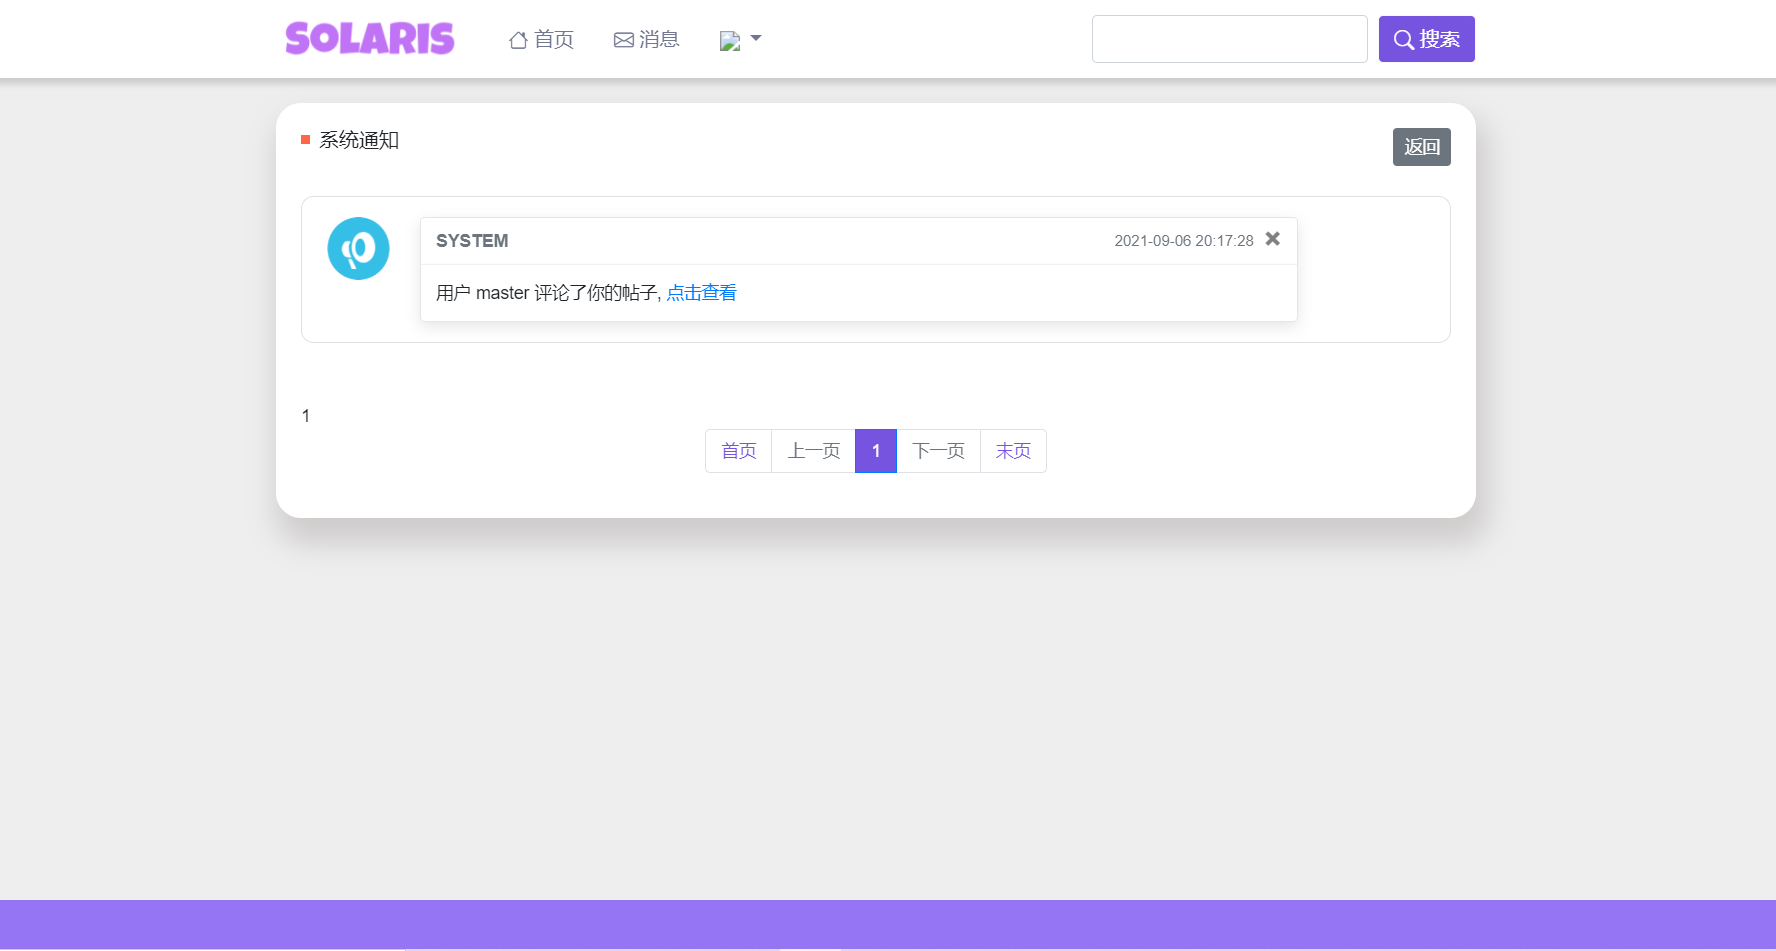 SOLARIS 首页 消息 搜索
系统通知 返回
SYSTEM 2021-09-06 20:17:28
用户 master 评论了你的帖子, 点击查看
1
首页 上一页 1 下一页 末页